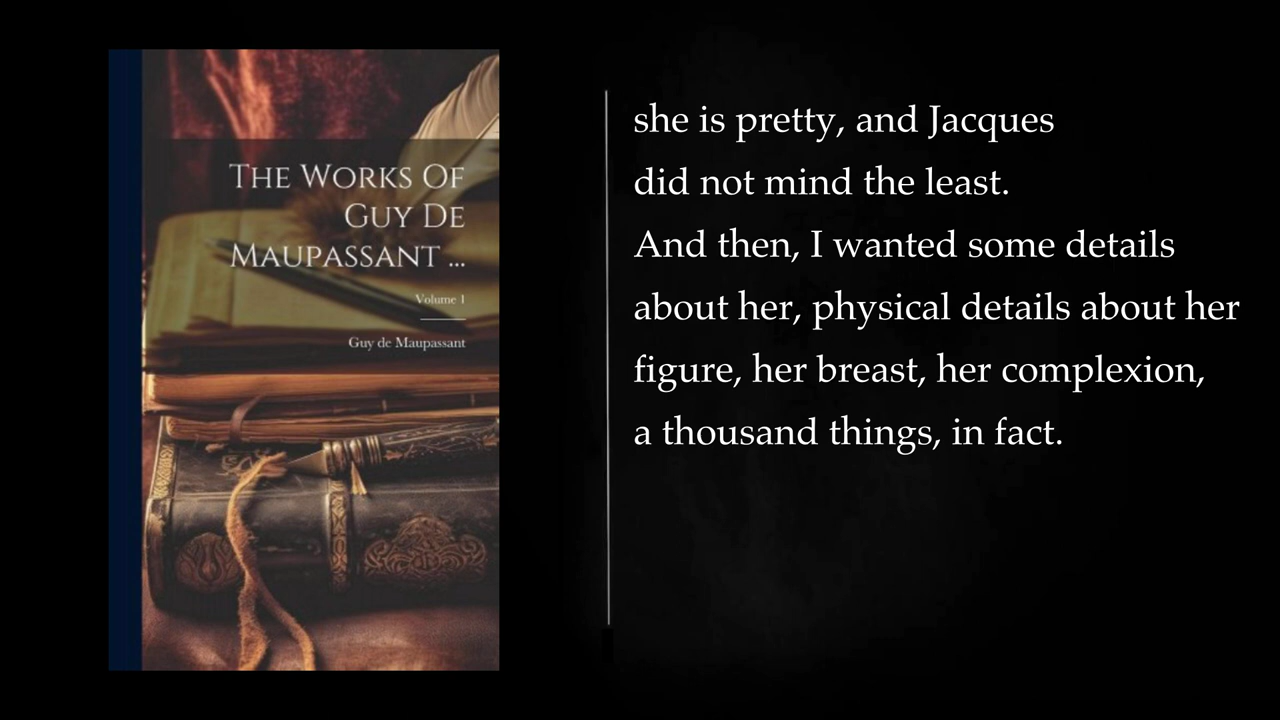 THE WORKS OF
GUY DE
MAUPASSANT ...
Volume 1
Guy de Maupassant
she is pretty, and Jacques
did not mind the least.
And then, I wanted some details
about her, physical details about her
figure, her breast, her complexion,
a thousand things, in fact.